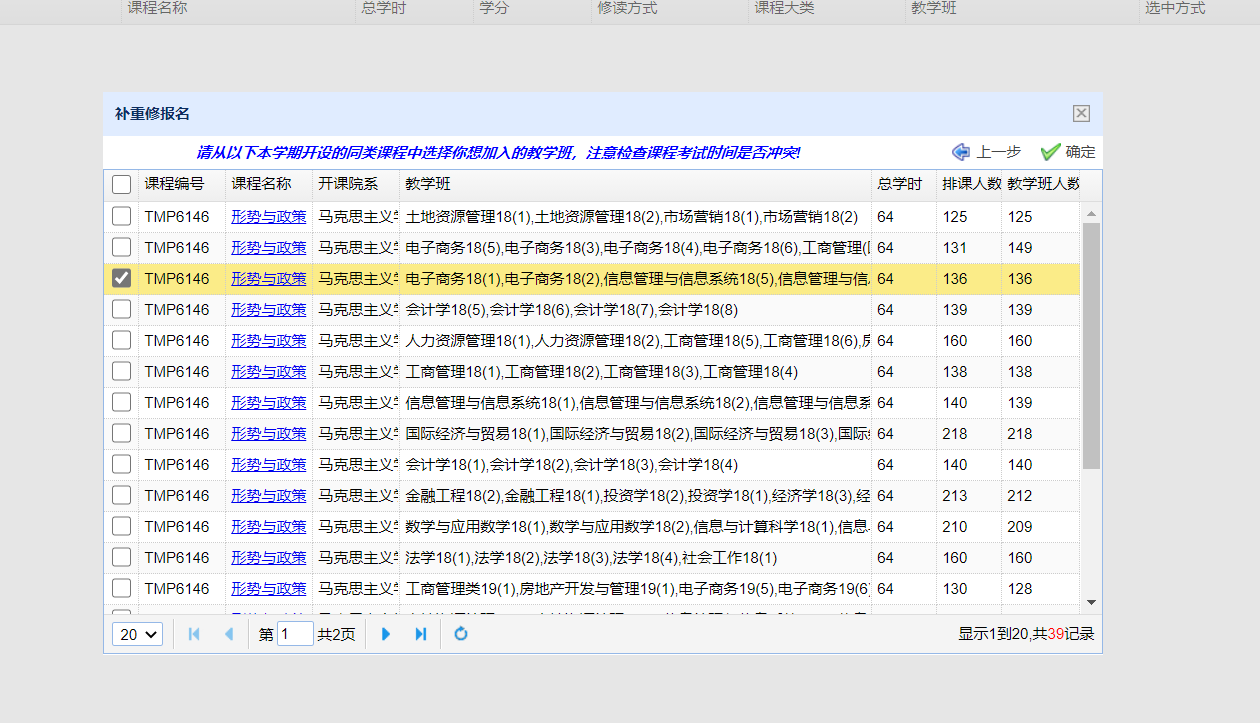 课程名称 总学时 学分 修读方式 课程大类 教学班 选中方式
补重修报名
请从以下本学期开设的同类课程中选择你想加入的教学班，注意检查课程考试时间是否冲突! 上一步 确定
课程编号 课程名称 开课院系 教学班 总学时 排课人数 教学班人数
TMP6146 形势与政策 马克思主义 土地资源管理18(1),土地资源管理18(2),市场营销18(1),市场营销18(2) 64 125 125
TMP6146 形势与政策 马克思主义 电子商务18(5),电子商务18(3),电子商务18(4),电子商务18(6),工商管理( 64 131 149
TMP6146 形势与政策 马克思主义 电子商务18(1),电子商务18(2),信息管理与信息系统18(5),信息管理与信 64 136 136
TMP6146 形势与政策 马克思主义 会计学18(5),会计学18(6),会计学18(7),会计学18(8) 64 139 139
TMP6146 形势与政策 马克思主义 人力资源管理18(1),人力资源管理18(2),工商管理18(5),工商管理18(6), 64 160 160
TMP6146 形势与政策 马克思主义 工商管理18(1),工商管理18(2),工商管理18(3),工商管理18(4) 64 138 138
TMP6146 形势与政策 马克思主义 信息管理与信息系统18(1),信息管理与信息系统18(2),信息管理与信息系 64 140 139
TMP6146 形势与政策 马克思主义 国际经济与贸易18(1),国际经济与贸易18(2),国际经济与贸易18(3),国际 64 218 218
TMP6146 形势与政策 马克思主义 会计学18(1),会计学18(2),会计学18(3),会计学18(4) 64 140 140
TMP6146 形势与政策 马克思主义 金融工程18(2),金融工程18(1),投资学18(2),投资学18(1),经济学18(3),经 64 213 212
TMP6146 形势与政策 马克思主义 数学与应用数学18(1),数学与应用数学18(2),信息与计算科学18(1),信息 64 210 209
TMP6146 形势与政策 马克思主义 法学18(1),法学18(2),法学18(3),法学18(4),社会工作18(1) 64 160 160
TMP6146 形势与政策 马克思主义 工商管理类19(1),房地产开发与管理19(1),电子商务19(5),电子商务19(6) 64 130 128
20 第 1 共2页 显示1到20,共39记录